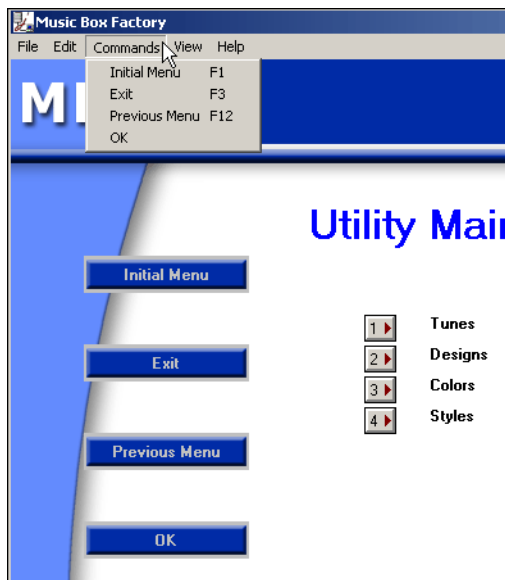 Music Box Factory
File Edit Commands View Help
Initial Menu F1
Exit F3
Previous Menu F12
OK
Utility
Initial Menu
1 Tunes
Exit
2 Designs
3 Colors
4 Styles
Previous Menu
OK